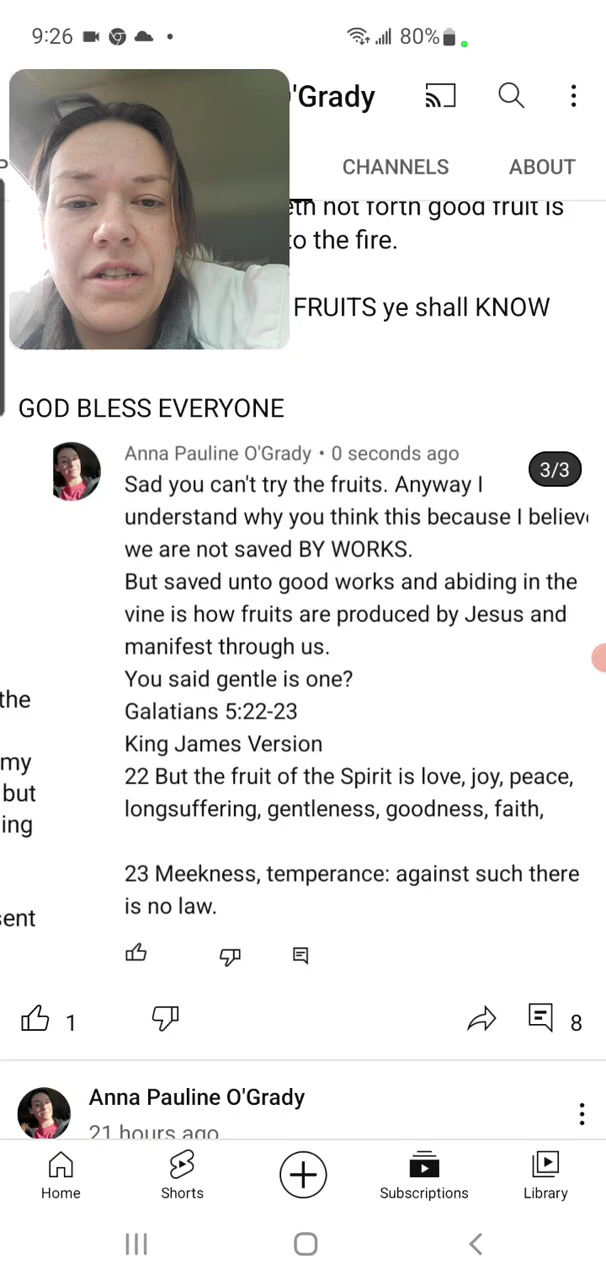 9:26
80%
'Grady
CHANNELS
ABOUT
eth not forth good fruit is
to the fire.
FRUITS ye shall KNOW
GOD BLESS EVERYONE
Anna Pauline O'Grady • 0 seconds ago
3/3
Sad you can't try the fruits. Anyway I
understand why you think this because I believ
we are not saved BY WORKS.
But saved unto good works and abiding in the
vine is how fruits are produced by Jesus and
manifest through us.
You said gentle is one?
Galatians 5:22-23
King James Version
22 But the fruit of the Spirit is love, joy, peace,
longsuffering, gentleness, goodness, faith,
23 Meekness, temperance: against such there
is no law.
the
my
but
ing
sent
1
8
Anna Pauline O'Grady
21 hours ago
Home
Shorts
Subscriptions
Library